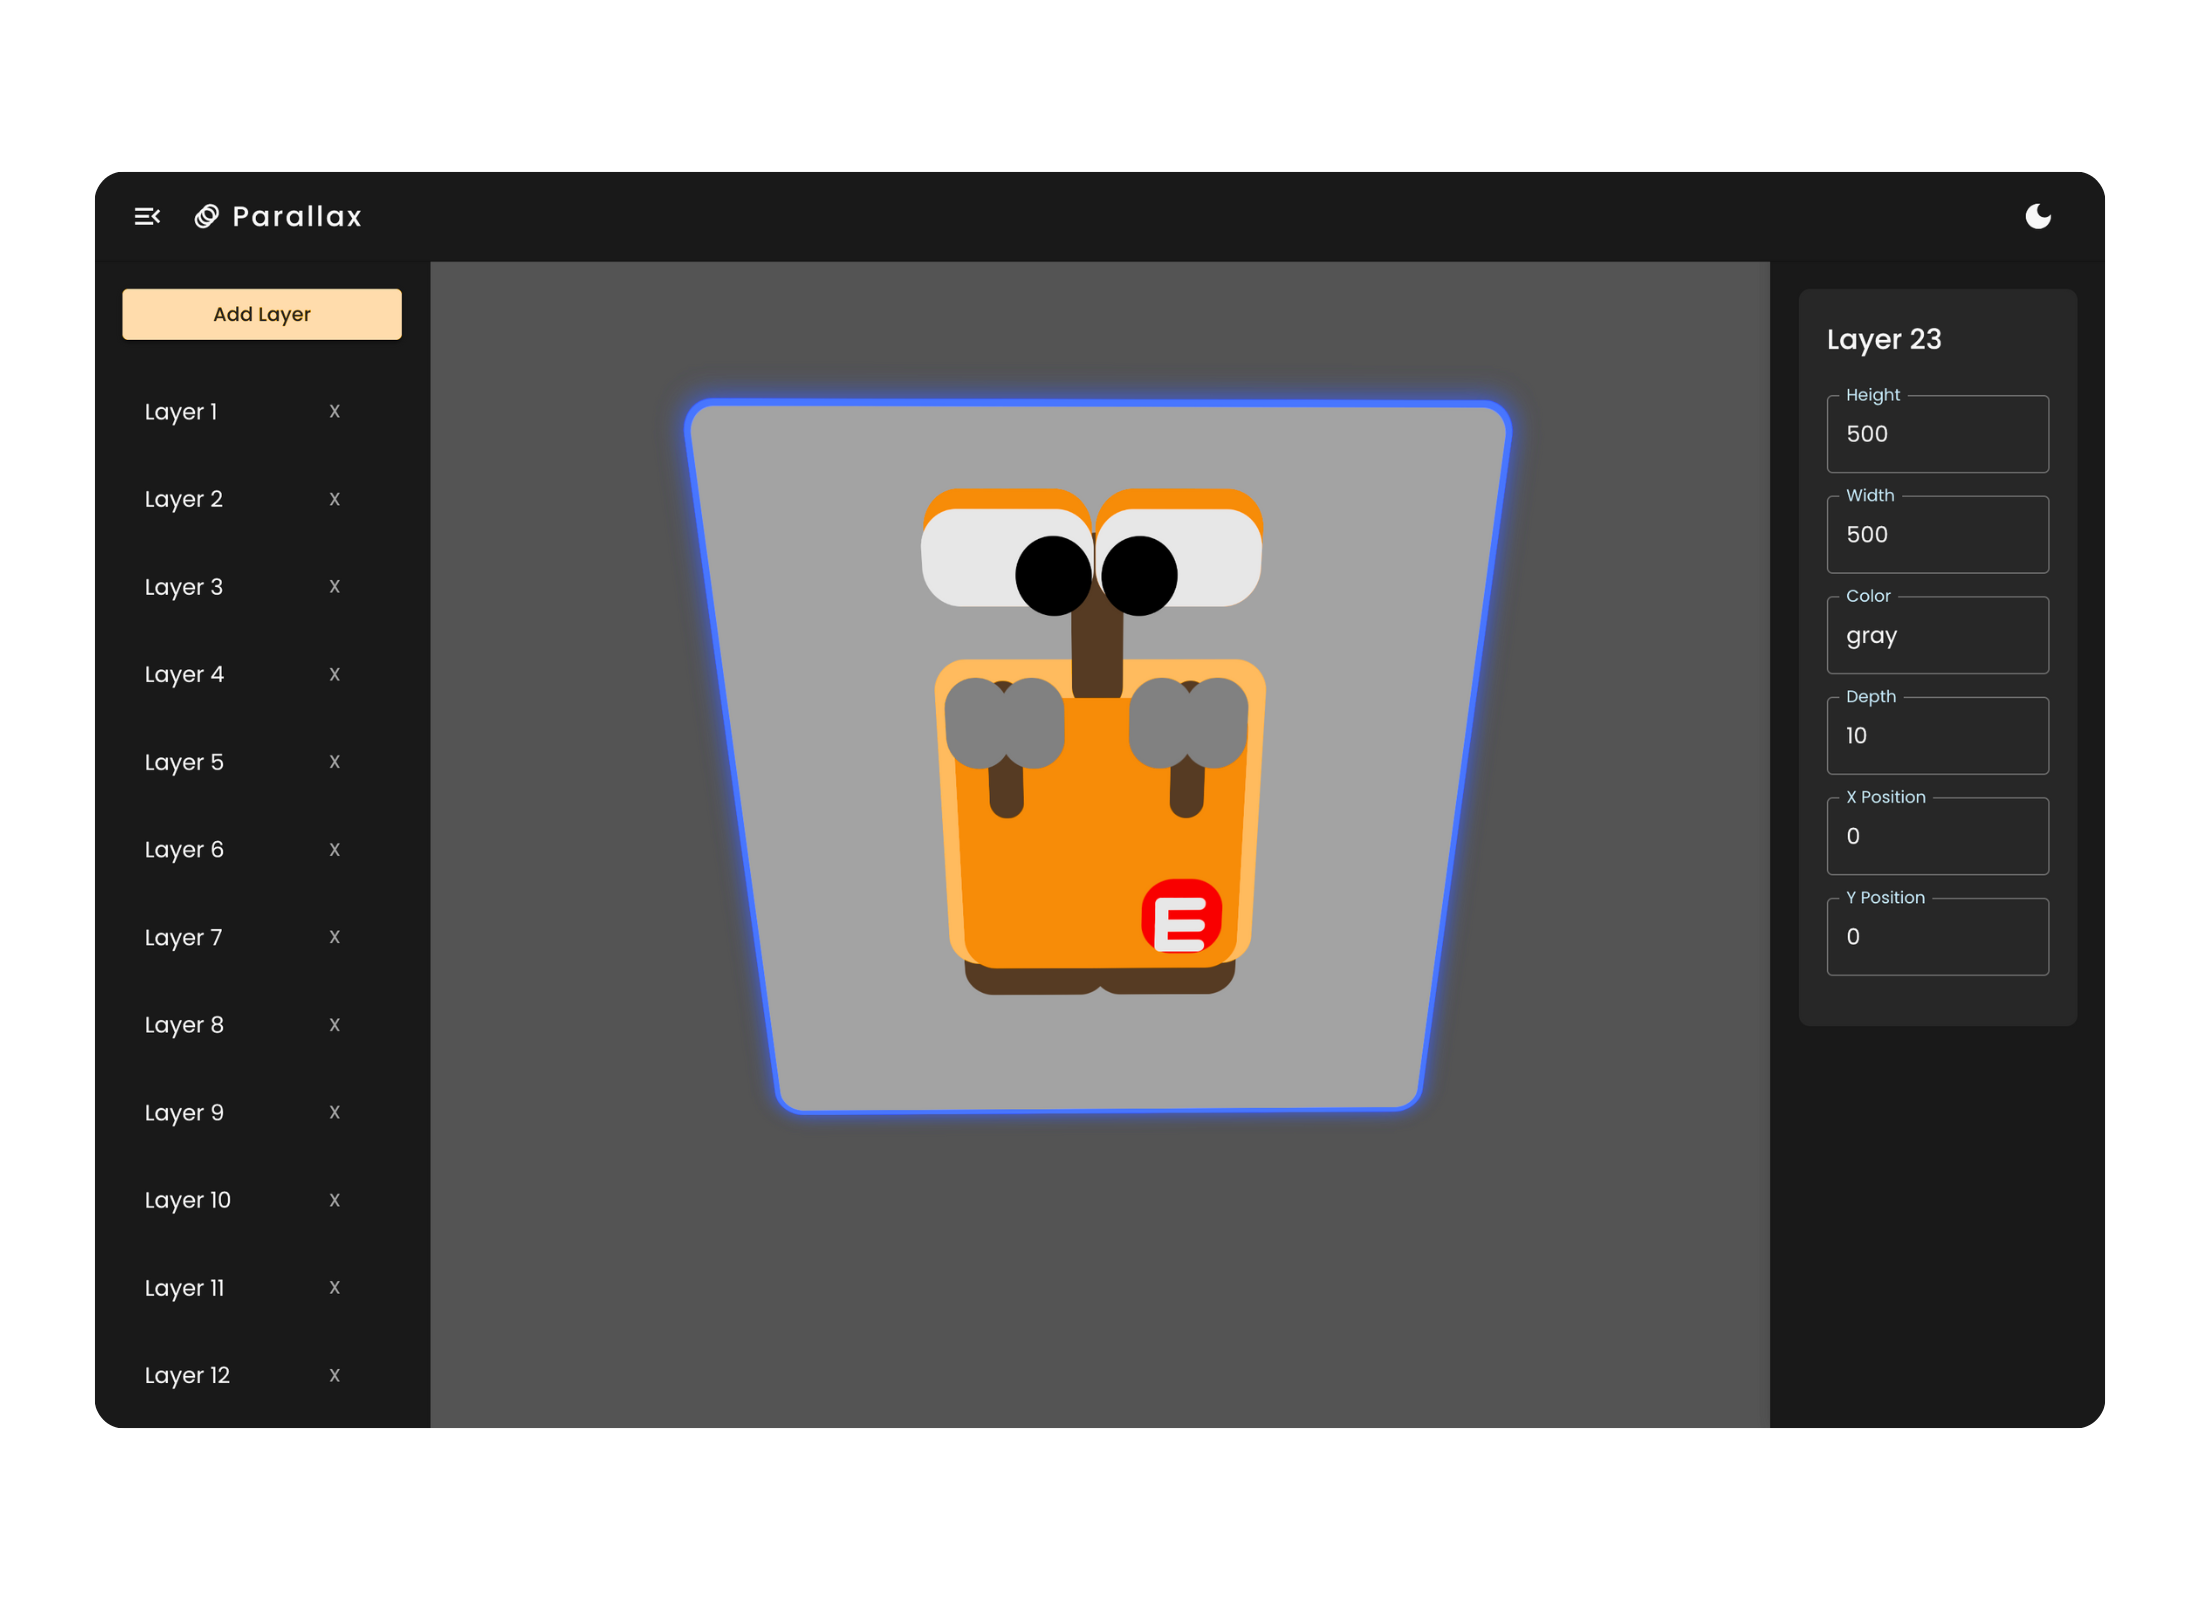 Parallax
Add Layer
Layer 1 X
Layer 2 X
Layer 3 X
Layer 4 X
Layer 5 X
Layer 6 X
Layer 7 X
Layer 8 X
Layer 9 X
Layer 10 X
Layer 11 X
Layer 12 X
E
Layer 23
Height
500
Width
500
Color
gray
Depth
10
X Position
0
Y Position
0